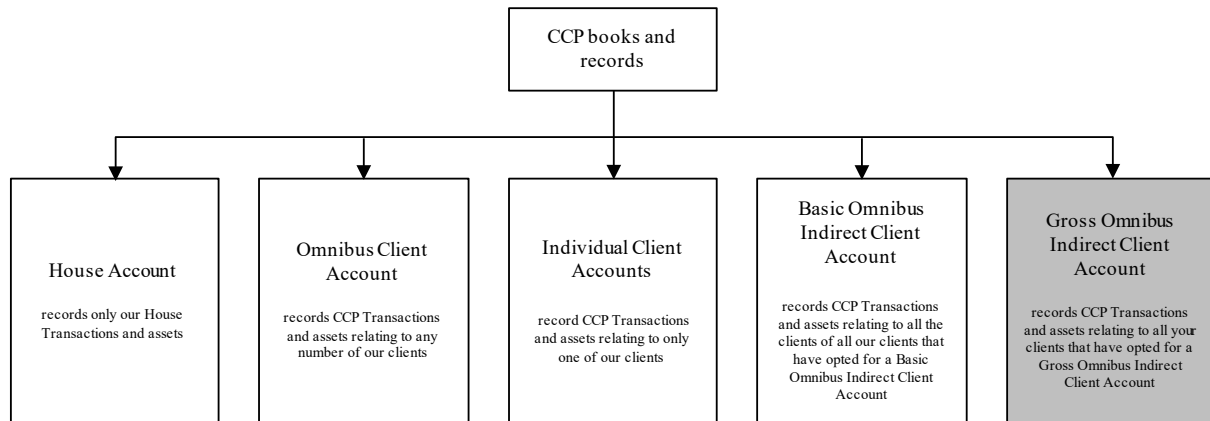 CCP books and
records
House Account
records only our House
Transactions and assets
Omnibus Client
Account
records CCP Transactions
and assets relating to any
number of our clients
Individual Client
Accounts
record CCP Transactions
and assets relating to only
one of our clients
Basic Omnibus
Indirect Client
Account
records CCP Transactions
and assets relating to all the
clients of all our clients that
have opted for a Basic
Omnibus Indirect Client
Account
Gross Omnibus
Indirect Client
Account
records CCP Transactions
and assets relating to all your
clients that have opted for a
Gross Omnibus Indirect
Client Account